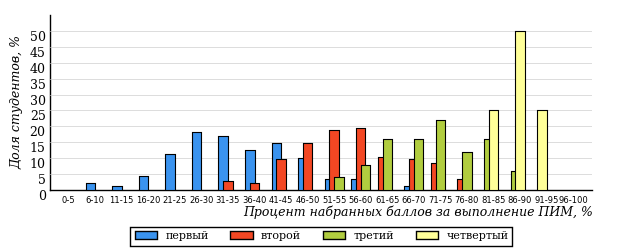 Доля студентов, %
50
45
40
35
30
25
20
15
10
5
0
0-5 6-10 11-15 16-20 21-25 26-30 31-35 36-40 41-45 46-50 51-55 56-60 61-65 66-70 71-75 76-80 81-85 86-90 91-95 96-100
Процент набранных баллов за выполнение ПИМ, %
первый второй третий четвертый